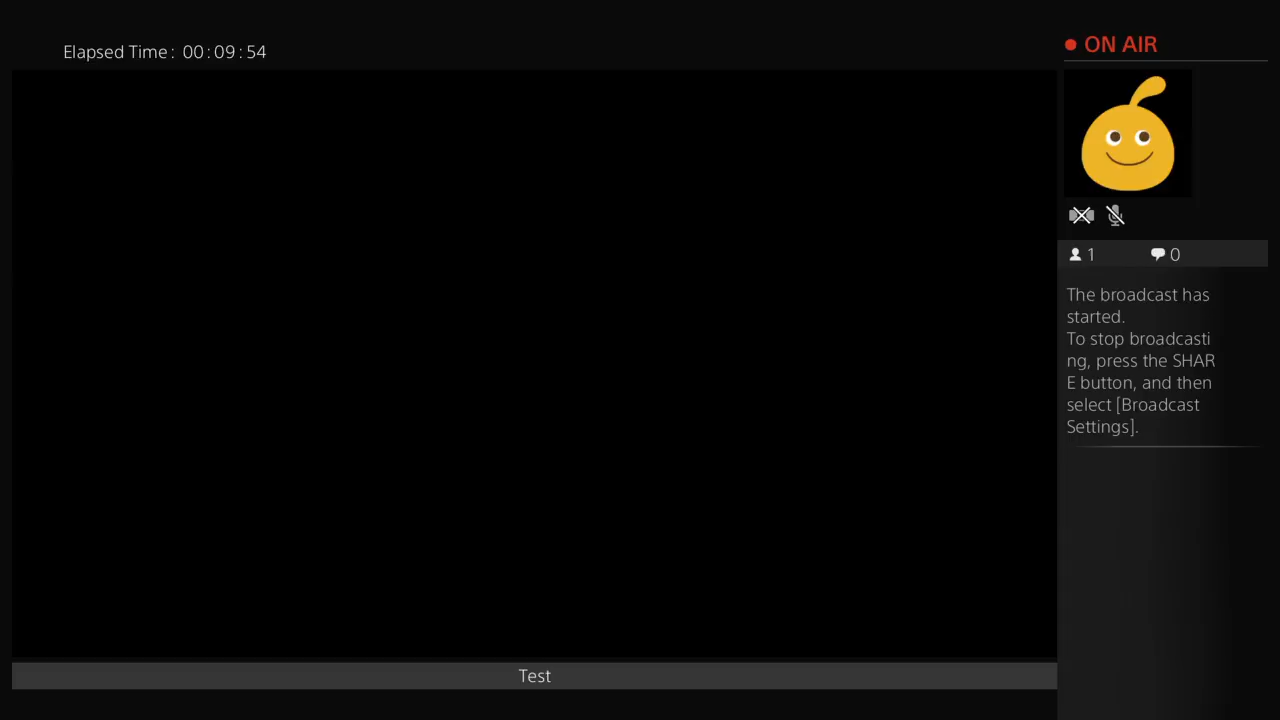 Elapsed Time: 00:09:54
ON AIR
1 0
The broadcast has
started.
To stop broadcasti
ng, press the SHAR
E button, and then
select [Broadcast
Settings].
Test